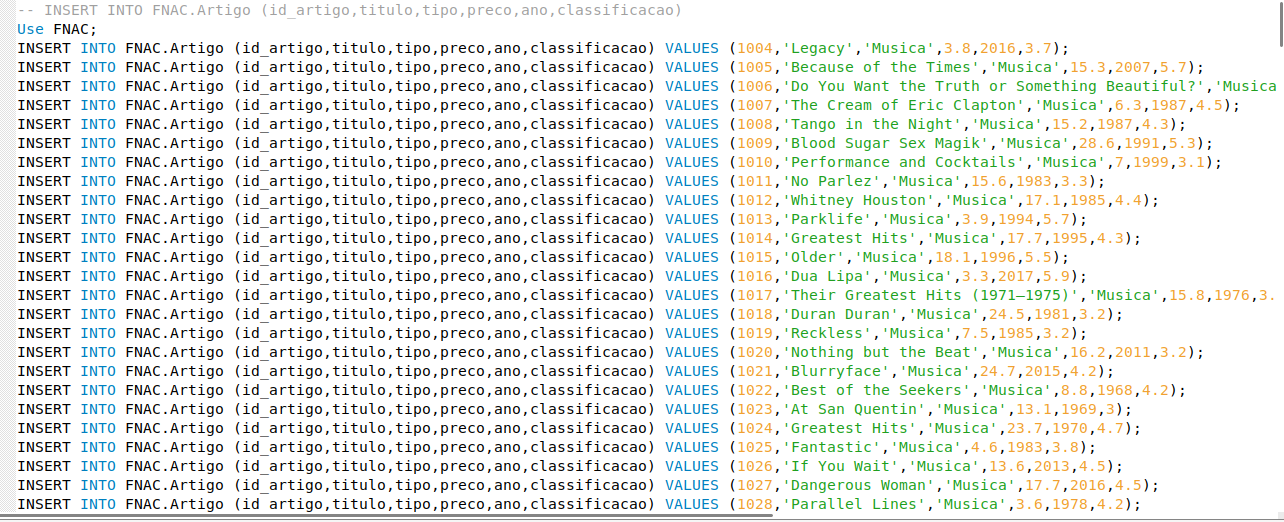 -- INSERT INTO FNAC.Artigo (id_artigo,titulo,tipo,preco,ano,classificacao)
Use FNAC;
INSERT INTO FNAC.Artigo (id_artigo,titulo,tipo,preco,ano,classificacao) VALUES (1004,'Legacy','Musica',3.8,2016,3.7);
INSERT INTO FNAC.Artigo (id_artigo,titulo,tipo,preco,ano,classificacao) VALUES (1005,'Because of the Times','Musica',15.3,2007,5.7);
INSERT INTO FNAC.Artigo (id_artigo,titulo,tipo,preco,ano,classificacao) VALUES (1006,'Do You Want the Truth or Something Beautiful?','Musica
INSERT INTO FNAC.Artigo (id_artigo,titulo,tipo,preco,ano,classificacao) VALUES (1007,'The Cream of Eric Clapton','Musica',6.3,1987,4.5);
INSERT INTO FNAC.Artigo (id_artigo,titulo,tipo,preco,ano,classificacao) VALUES (1008,'Tango in the Night','Musica',15.2,1987,4.3);
INSERT INTO FNAC.Artigo (id_artigo,titulo,tipo,preco,ano,classificacao) VALUES (1009,'Blood Sugar Sex Magik','Musica',28.6,1991,5.3);
INSERT INTO FNAC.Artigo (id_artigo,titulo,tipo,preco,ano,classificacao) VALUES (1010,'Performance and Cocktails','Musica',7,1999,3.1);
INSERT INTO FNAC.Artigo (id_artigo,titulo,tipo,preco,ano,classificacao) VALUES (1011,'No Parlez','Musica',15.6,1983,3.3);
INSERT INTO FNAC.Artigo (id_artigo,titulo,tipo,preco,ano,classificacao) VALUES (1012,'Whitney Houston','Musica',17.1,1985,4.4);
INSERT INTO FNAC.Artigo (id_artigo,titulo,tipo,preco,ano,classificacao) VALUES (1013,'Parklife','Musica',3.9,1994,5.7);
INSERT INTO FNAC.Artigo (id_artigo,titulo,tipo,preco,ano,classificacao) VALUES (1014,'Greatest Hits','Musica',17.7,1995,4.3);
INSERT INTO FNAC.Artigo (id_artigo,titulo,tipo,preco,ano,classificacao) VALUES (1015,'Older','Musica',18.1,1996,5.5);
INSERT INTO FNAC.Artigo (id_artigo,titulo,tipo,preco,ano,classificacao) VALUES (1016,'Dua Lipa','Musica',3.3,2017,5.9);
INSERT INTO FNAC.Artigo (id_artigo,titulo,tipo,preco,ano,classificacao) VALUES (1017,'Their Greatest Hits (1971–1975)','Musica',15.8,1976,3.
INSERT INTO FNAC.Artigo (id_artigo,titulo,tipo,preco,ano,classificacao) VALUES (1018,'Duran Duran','Musica',24.5,1981,3.2);
INSERT INTO FNAC.Artigo (id_artigo,titulo,tipo,preco,ano,classificacao) VALUES (1019,'Reckless','Musica',7.5,1985,3.2);
INSERT INTO FNAC.Artigo (id_artigo,titulo,tipo,preco,ano,classificacao) VALUES (1020,'Nothing but the Beat','Musica',16.2,2011,3.2);
INSERT INTO FNAC.Artigo (id_artigo,titulo,tipo,preco,ano,classificacao) VALUES (1021,'Blurryface','Musica',24.7,2015,4.2);
INSERT INTO FNAC.Artigo (id_artigo,titulo,tipo,preco,ano,classificacao) VALUES (1022,'Best of the Seekers','Musica',8.8,1968,4.2);
INSERT INTO FNAC.Artigo (id_artigo,titulo,tipo,preco,ano,classificacao) VALUES (1023,'At San Quentin','Musica',13.1,1969,3);
INSERT INTO FNAC.Artigo (id_artigo,titulo,tipo,preco,ano,classificacao) VALUES (1024,'Greatest Hits','Musica',23.7,1970,4.7);
INSERT INTO FNAC.Artigo (id_artigo,titulo,tipo,preco,ano,classificacao) VALUES (1025,'Fantastic','Musica',4.6,1983,3.8);
INSERT INTO FNAC.Artigo (id_artigo,titulo,tipo,preco,ano,classificacao) VALUES (1026,'If You Wait','Musica',13.6,2013,4.5);
INSERT INTO FNAC.Artigo (id_artigo,titulo,tipo,preco,ano,classificacao) VALUES (1027,'Dangerous Woman','Musica',17.7,2016,4.5);
INSERT INTO FNAC.Artigo (id_artigo,titulo,tipo,preco,ano,classificacao) VALUES (1028,'Parallel Lines','Musica',3.6,1978,4.2);